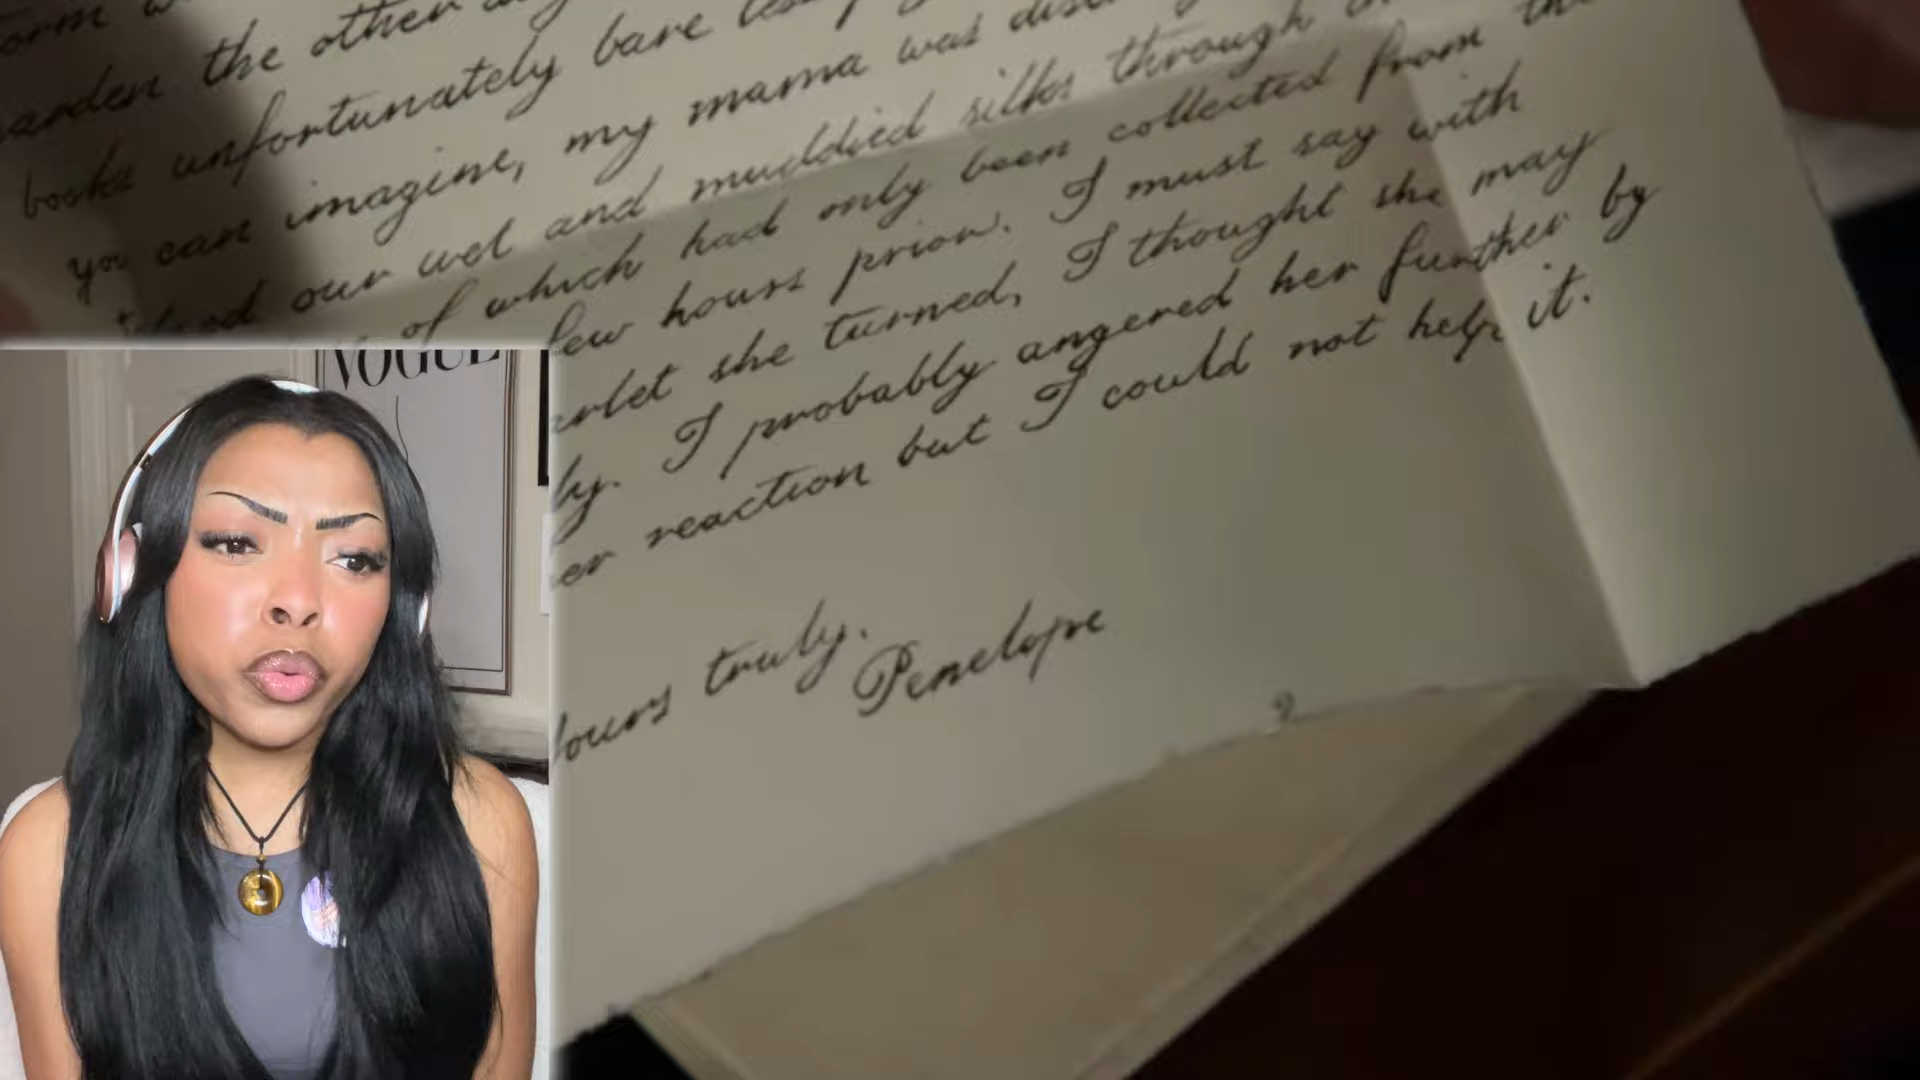 the other
unfortunately bare
books
you can imagine, my mama was
our wet and muddied silks through
of which had only been collected from the
few hours prior. I must say with
she turned, I thought she may
I probably angered her further by
reaction but I could not help it.
truly.
Penelope
VOGUE